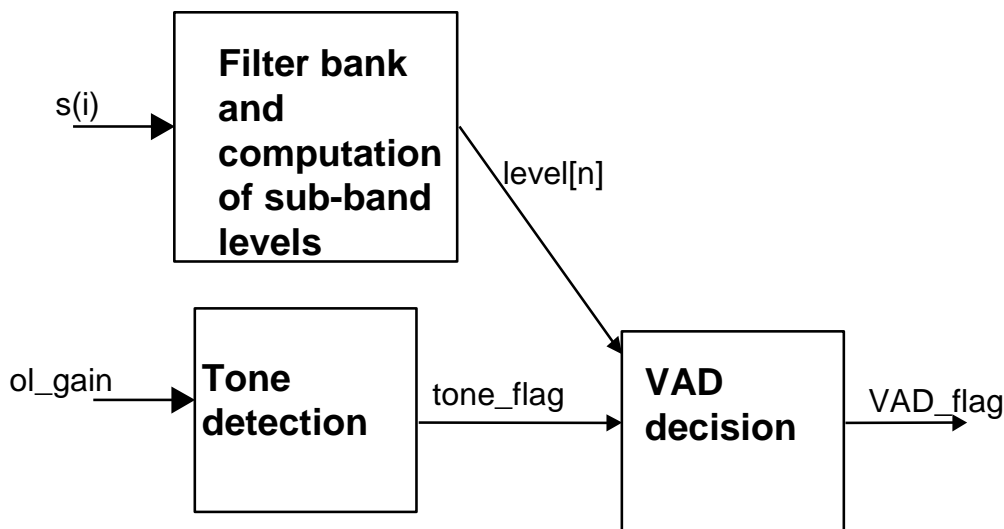 s(i)
Filter bank
and
computation
of sub-band
levels
level[n]
ol_gain
Tone
detection
tone_flag
VAD
decision
VAD_flag